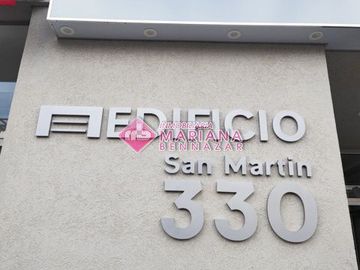 EDIFICIO
INMOBILIARIA
MARIANA
BENNAZAR
San Martin
330